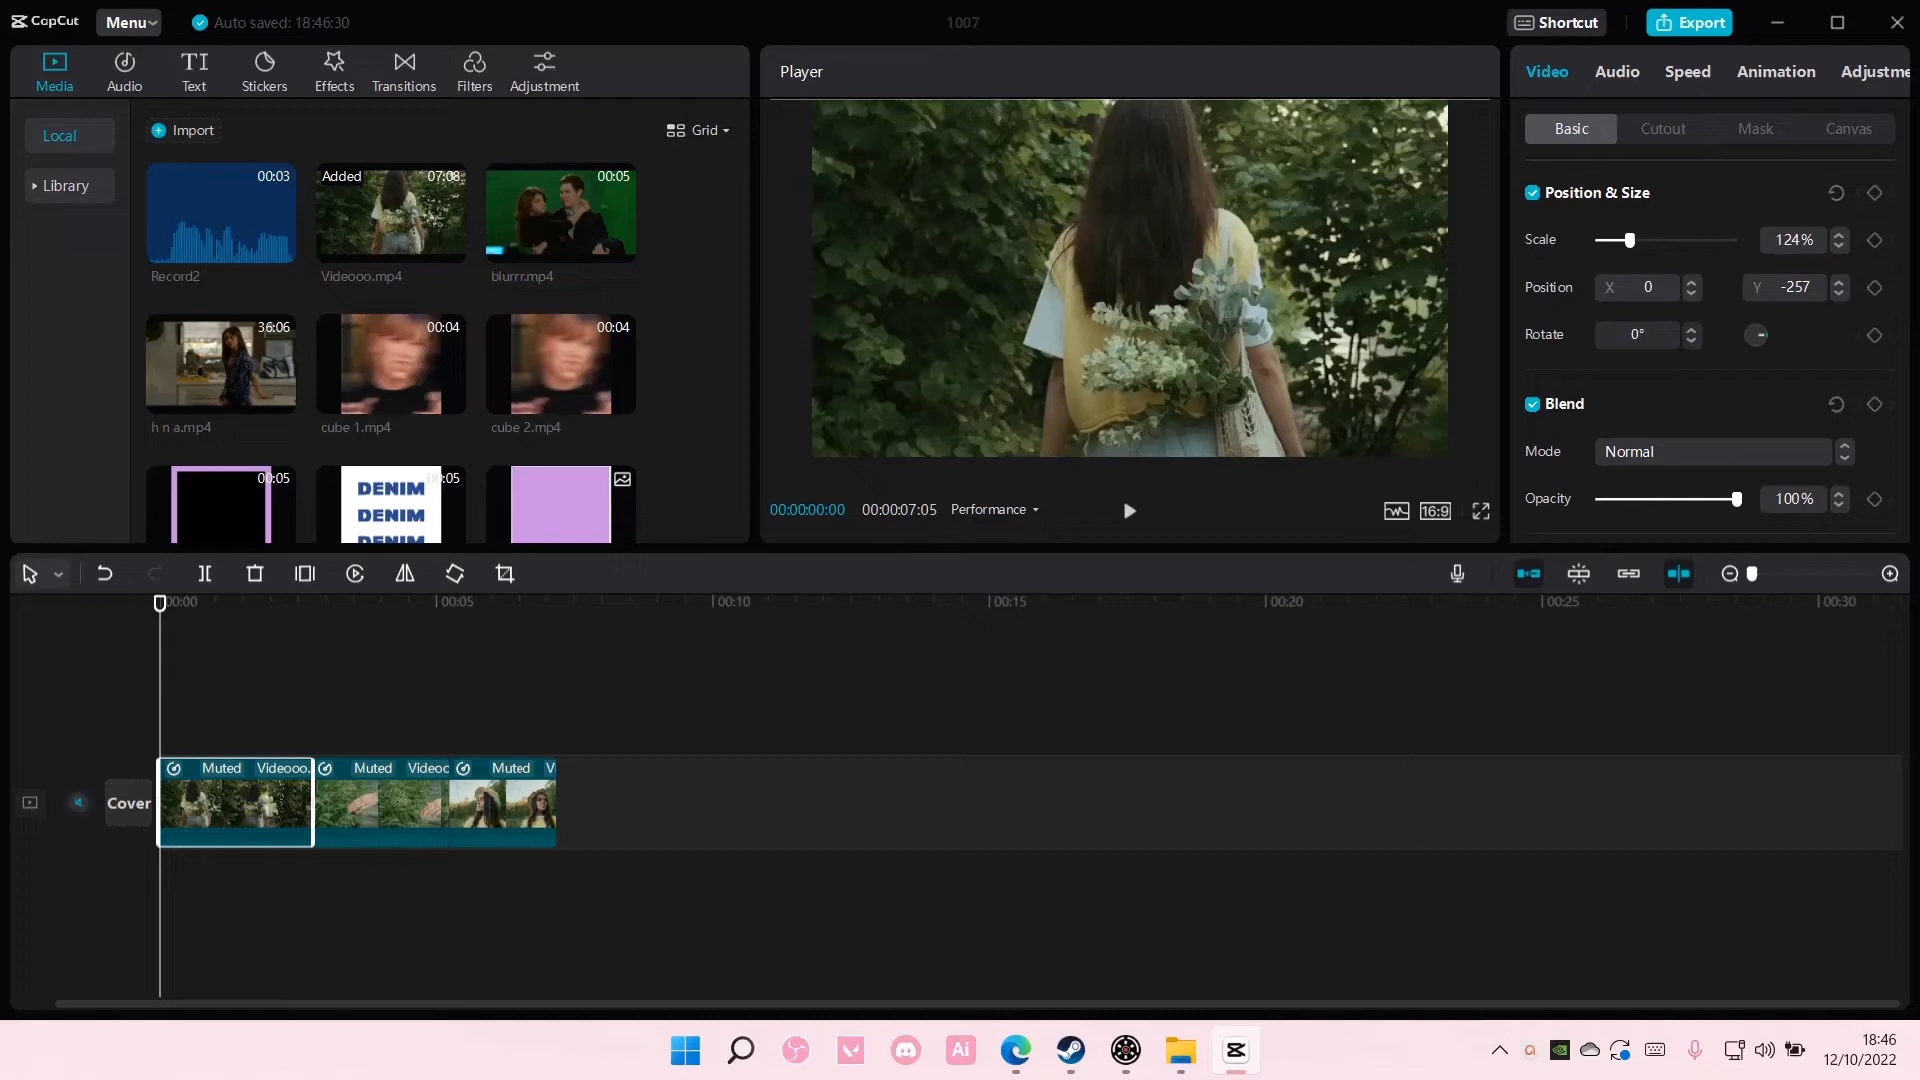 CapCut
Menu
Auto saved: 18:46:30
1007
Shortcut
Export
Media
Audio
Text
Stickers
Effects
Transitions
Filters
Adjustment
Local
Library
Import
Grid
00:03
Record2
Added
07:08
Videooo.mp4
00:05
blurrr.mp4
36:06
h n a.mp4
00:04
cube 1.mp4
00:04
cube 2.mp4
00:05
DENIM
DENIM
DENIM
:05
Player
00:00:00:00
00:00:07:05
Performance
16:9
Video
Audio
Speed
Animation
Adjustme
Basic
Cutout
Mask
Canvas
Position & Size
Scale
124%
Position
X 0
Y -257
Rotate
0°
Blend
Mode
Normal
Opacity
100%
00:00
00:05
00:10
00:15
00:20
00:25
00:30
Cover
Muted Videooo.
Muted Videoc
Muted Vi
Ai
18:46
12/10/2022